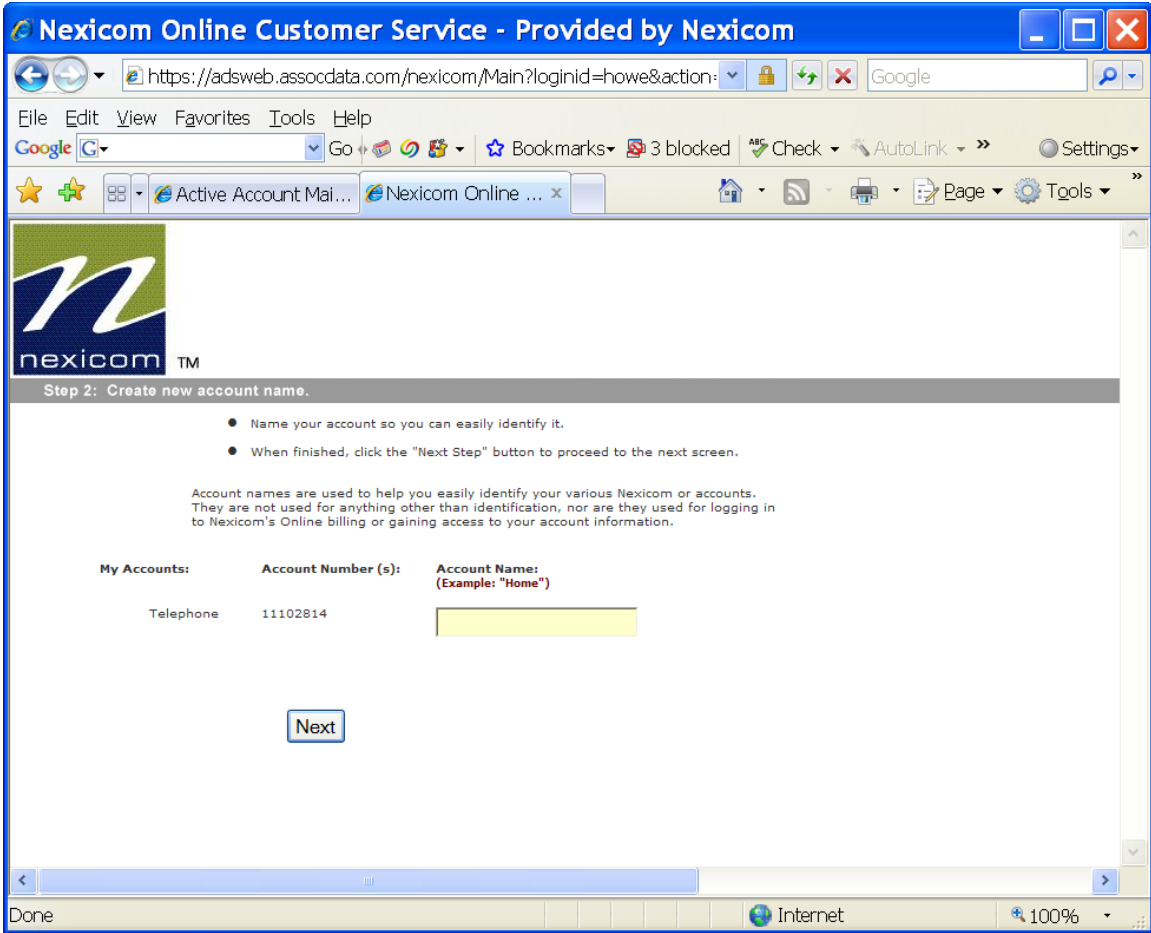 Nexicom Online Customer Service - Provided by Nexicom
https://adsweb.assocdata.com/nexicom/Main?loginid=howe&action= Google
File Edit View Favorites Tools Help
Google G Go Bookmarks 3 blocked ABC Check AutoLink » Settings
Active Account Mai... Nexicom Online ... x Page Tools »
nexicom TM
Step 2: Create new account name.
● Name your account so you can easily identify it.
● When finished, click the "Next Step" button to proceed to the next screen.
Account names are used to help you easily identify your various Nexicom or accounts.
They are not used for anything other than identification, nor are they used for logging in
to Nexicom's Online billing or gaining access to your account information.
My Accounts: Account Number (s): Account Name:
(Example: "Home")
Telephone 11102814
Next
Done Internet 100%